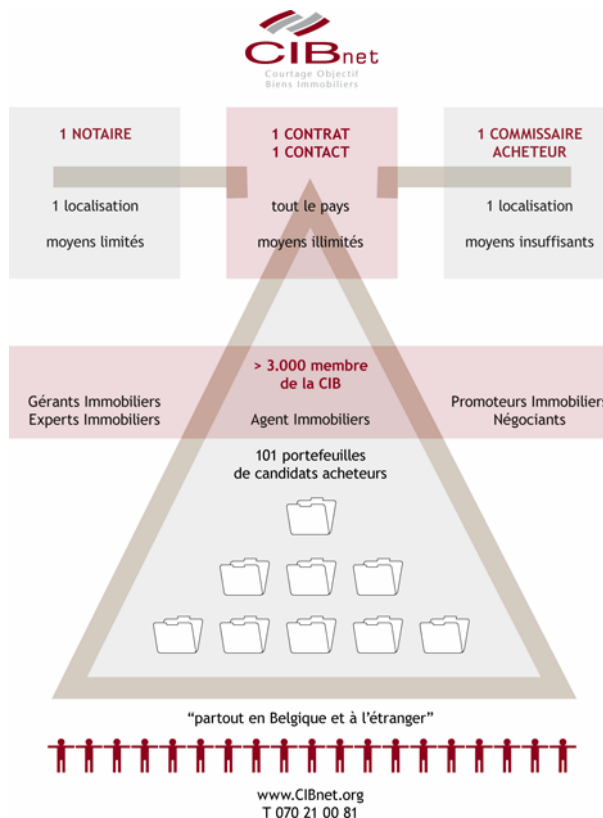 CIBnet
Courtage Objectif
Biens Immobiliers
1 NOTAIRE
1 localisation
moyens limités
1 CONTRAT
1 CONTACT
tout le pays
moyens illimités
1 COMMISSAIRE
ACHETEUR
1 localisation
moyens insuffisants
> 3.000 membre
de la CIB
Gérants Immobiliers
Experts Immobiliers
Agent Immobiliers
Promoteurs Immobiliers
Négociants
101 portefeuilles
de candidats acheteurs
“partout en Belgique et à l’étranger”
www.CIBnet.org
T 070 21 00 81